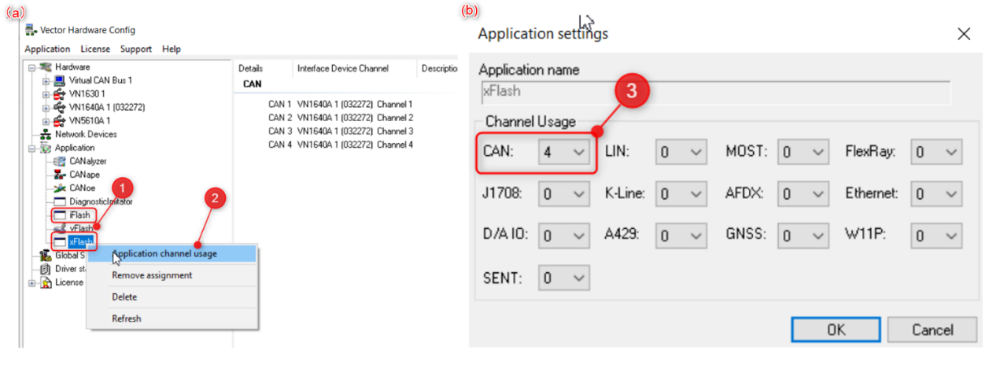 (a)
Vector Hardware Config
Application License Support Help
Hardware
Virtual CAN Bus 1
VN1630 1
VN1640A 1 (032272)
VN5610A 1
Network Devices
Application
CANalyzer
CANape
CANoe
DiagnosticImitator
iFlash
vFlash
xFlash
Global S
Driver st
License
1
2
Application channel usage
Remove assignment
Delete
Refresh
Details Interface Device Channel Descriptio
CAN
CAN 1 VN1640A 1 (032272) Channel 1
CAN 2 VN1640A 1 (032272) Channel 2
CAN 3 VN1640A 1 (032272) Channel 3
CAN 4 VN1640A 1 (032272) Channel 4
(b)
Application settings
Application name
xFlash
3
Channel Usage
CAN: 4 LIN: 0 MOST: 0 FlexRay: 0
J1708: 0 K-Line: 0 AFDX: 0 Ethernet: 0
D/A IO: 0 A429: 0 GNSS: 0 W11P: 0
SENT: 0
OK Cancel